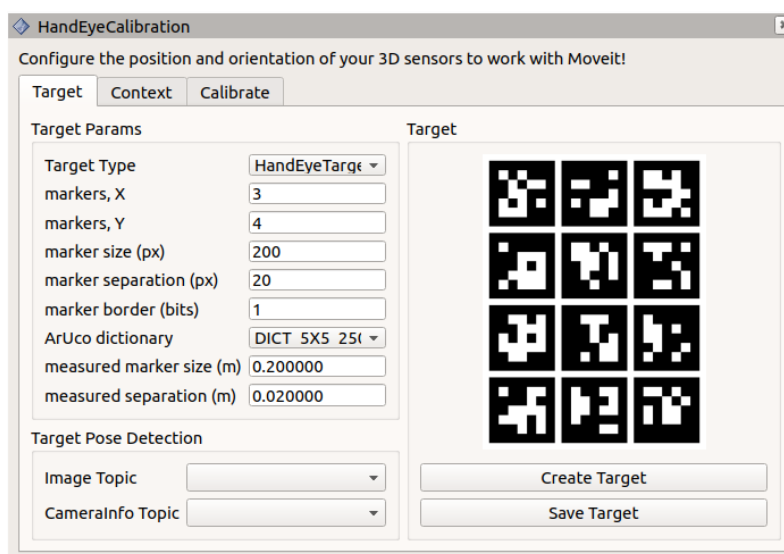 HandEyeCalibration
Configure the position and orientation of your 3D sensors to work with Moveit!
Target Context Calibrate
Target Params
Target Type HandEyeTarge
markers, X 3
markers, Y 4
marker size (px) 200
marker separation (px) 20
marker border (bits) 1
ArUco dictionary DICT_5X5_25
measured marker size (m) 0.200000
measured separation (m) 0.020000
Target Pose Detection
Image Topic
CameraInfo Topic
Target
Create Target
Save Target